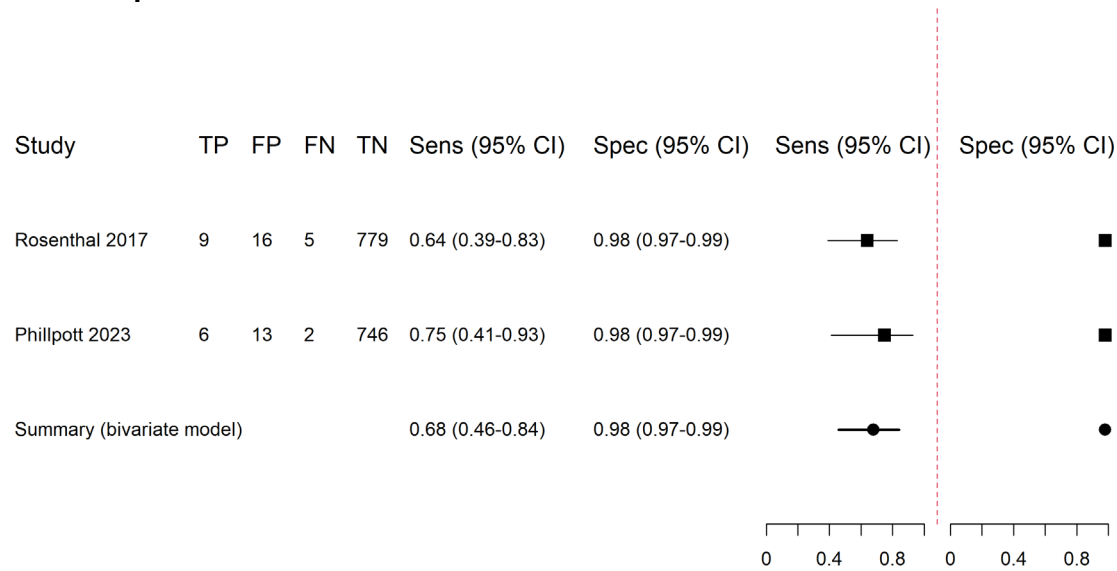 Study TP FP FN TN Sens (95% CI) Spec (95% CI) Sens (95% CI) Spec (95% CI)
Rosenthal 2017 9 16 5 779 0.64 (0.39-0.83) 0.98 (0.97-0.99)
Phillpott 2023 6 13 2 746 0.75 (0.41-0.93) 0.98 (0.97-0.99)
Summary (bivariate model) 0.68 (0.46-0.84) 0.98 (0.97-0.99)
0 0.4 0.8 0 0.4 0.8